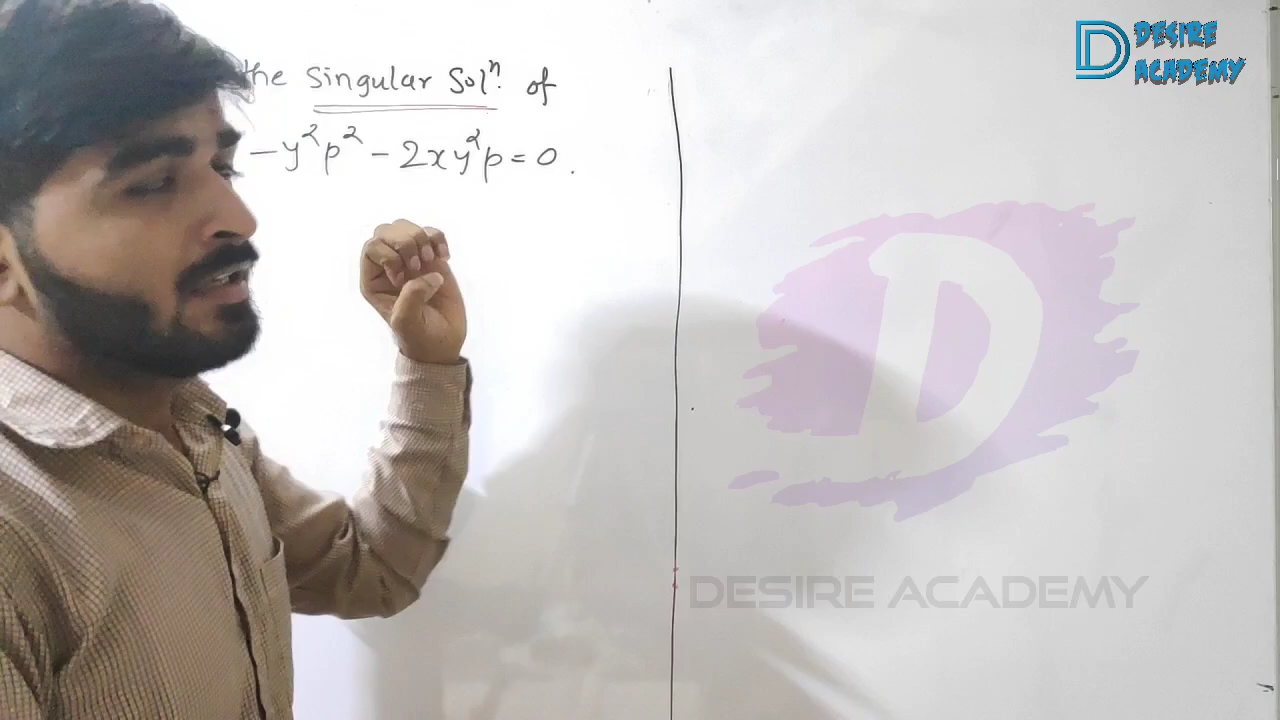 the Singular Solⁿ. of
- y²p² - 2xy²p = 0.
DESIRE
ACADEMY
D
DESIRE ACADEMY